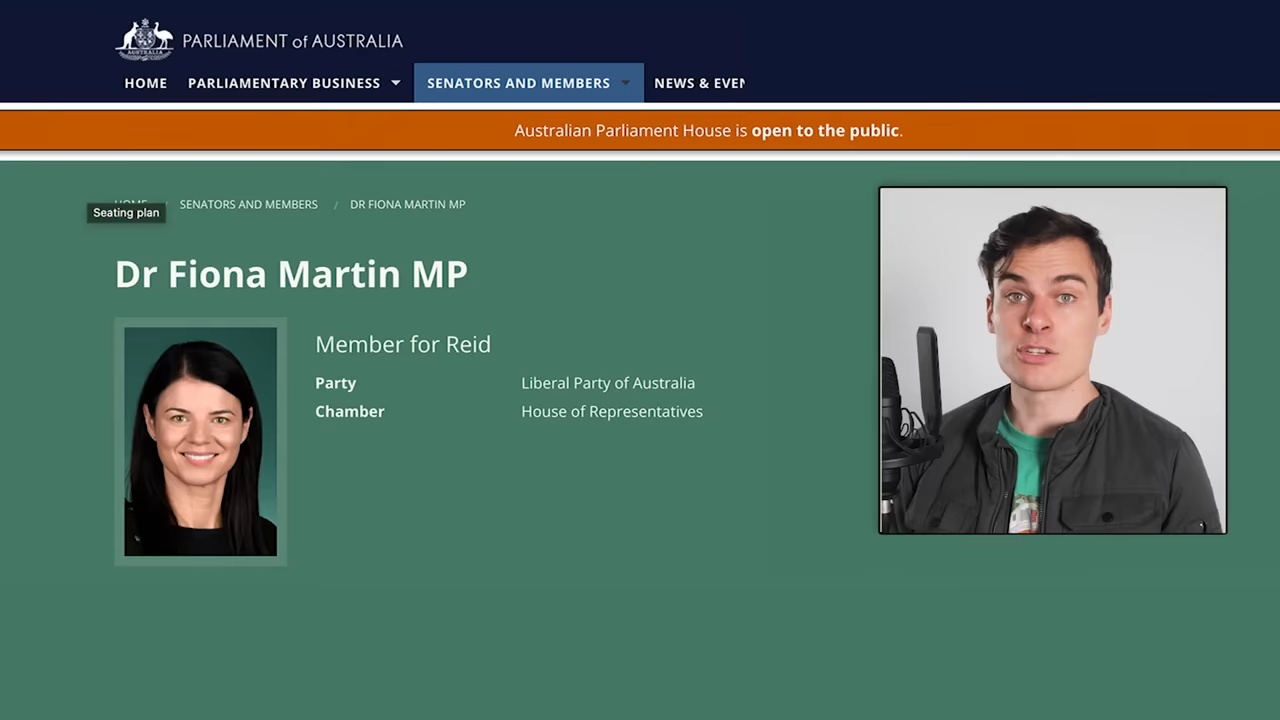 PARLIAMENT of AUSTRALIA
HOME PARLIAMENTARY BUSINESS SENATORS AND MEMBERS NEWS & EVEN
Australian Parliament House is open to the public.
HOME / SENATORS AND MEMBERS / DR FIONA MARTIN MP
Seating plan
Dr Fiona Martin MP
Member for Reid
Party Liberal Party of Australia
Chamber House of Representatives